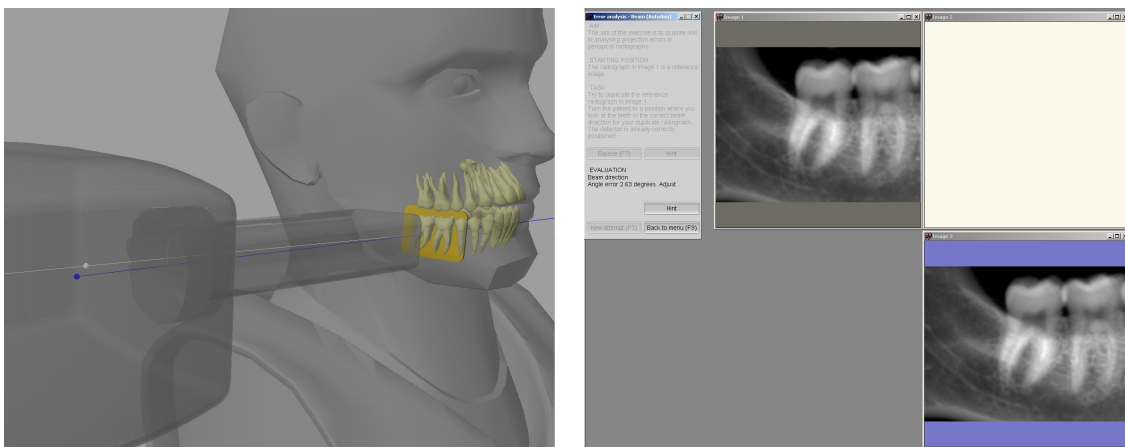 Error analysis - Beam (AutoAim)
AIM
The aim of the exercise is to acquire skill
in analysing projection errors in
periapical radiographs.
STARTING POSITION
The radiograph in image 1 is a reference
image.
TASK
Try to duplicate the reference
radiograph in image 1.
Turn the patient to a position where you
look at the teeth in the correct beam
direction for your duplicate radiograph.
The detector is already correctly
positioned.
Expose (F7) Hint
EVALUATION
Beam direction
Angle error 2.63 degrees. Adjust
Hint
New attempt (F7) Back to menu (F9)
Image 1
Image 2
Image 3